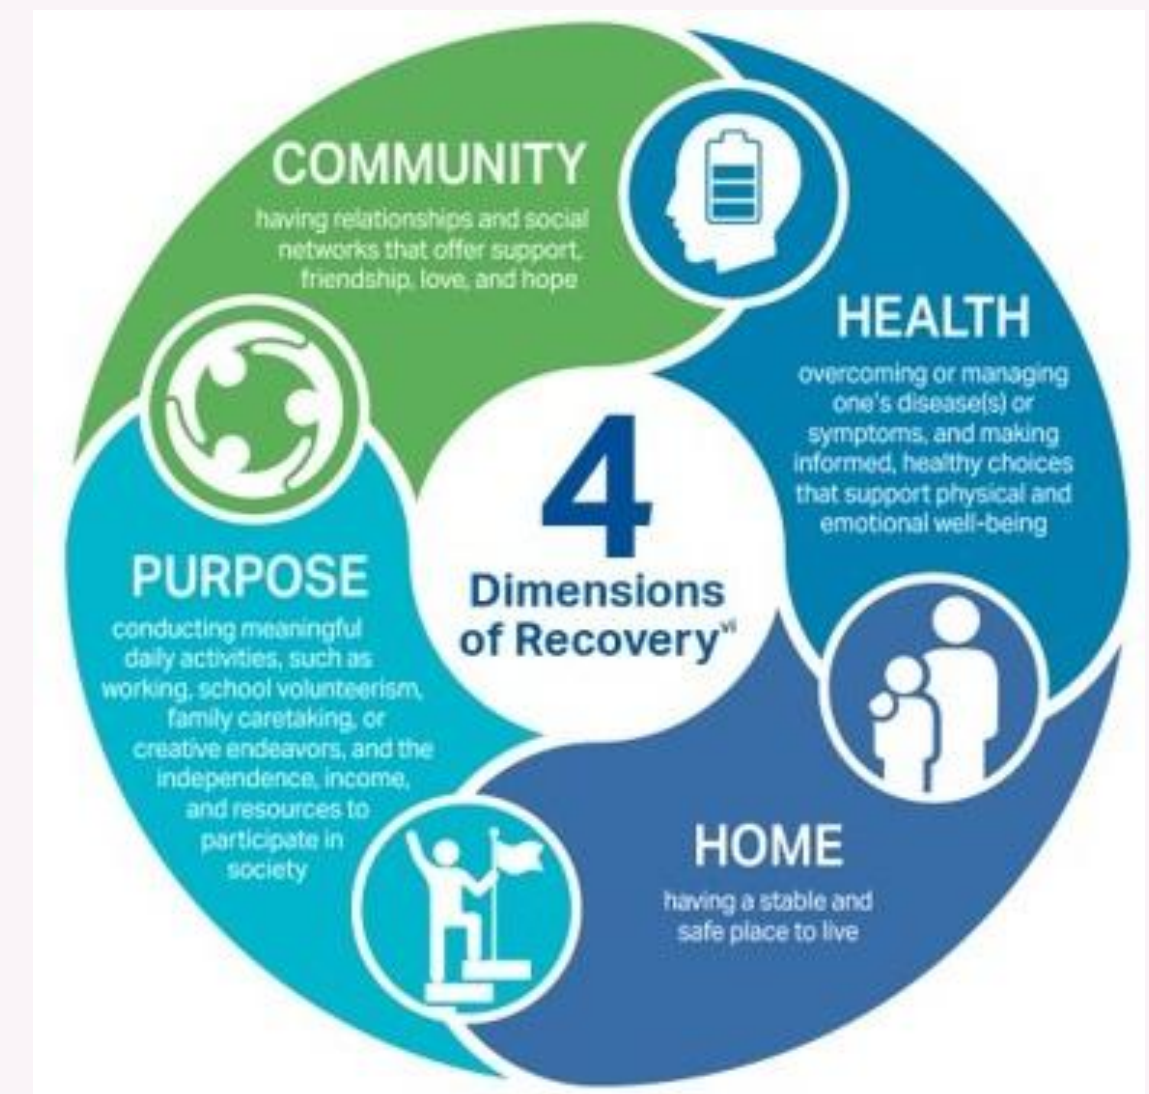 COMMUNITY
having relationships and social
networks that offer support,
friendship, love, and hope
HEALTH
overcoming or managing
one's disease(s) or
symptoms, and making
informed, healthy choices
that support physical and
emotional well-being
4
Dimensions
of Recovery^vi
PURPOSE
conducting meaningful
daily activities, such as
working, school volunteerism,
family caretaking, or
creative endeavors, and the
independence, income,
and resources to
participate in
society
HOME
having a stable and
safe place to live